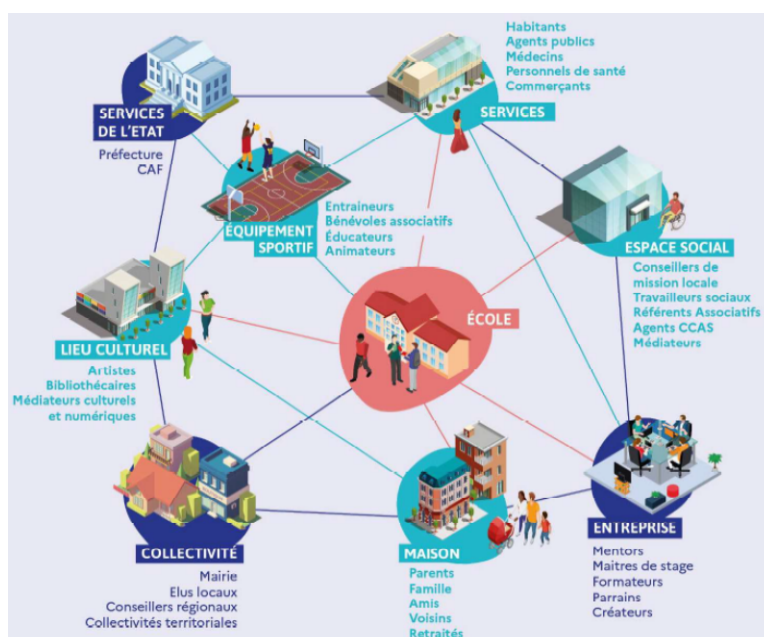 Habitants
Agents publics
Médecins
Personnels de santé
Commerçants
SERVICES
SERVICES
DE L'ETAT
Préfecture
CAF
Entraineurs
Bénévoles associatifs
Éducateurs
Animateurs
ÉQUIPEMENT
SPORTIF
ESPACE SOCIAL
Conseillers de
mission locale
Travailleurs sociaux
Référents Associatifs
Agents CCAS
Médiateurs
ÉCOLE
LIEU CULTUREL
Artistes
Bibliothécaires
Médiateurs culturels
et numériques
COLLECTIVITÉ
Mairie
Elus locaux
Conseillers régionaux
Collectivités territoriales
MAISON
Parents
Famille
Amis
Voisins
Retraités
ENTREPRISE
Mentors
Maitres de stage
Formateurs
Parrains
Créateurs